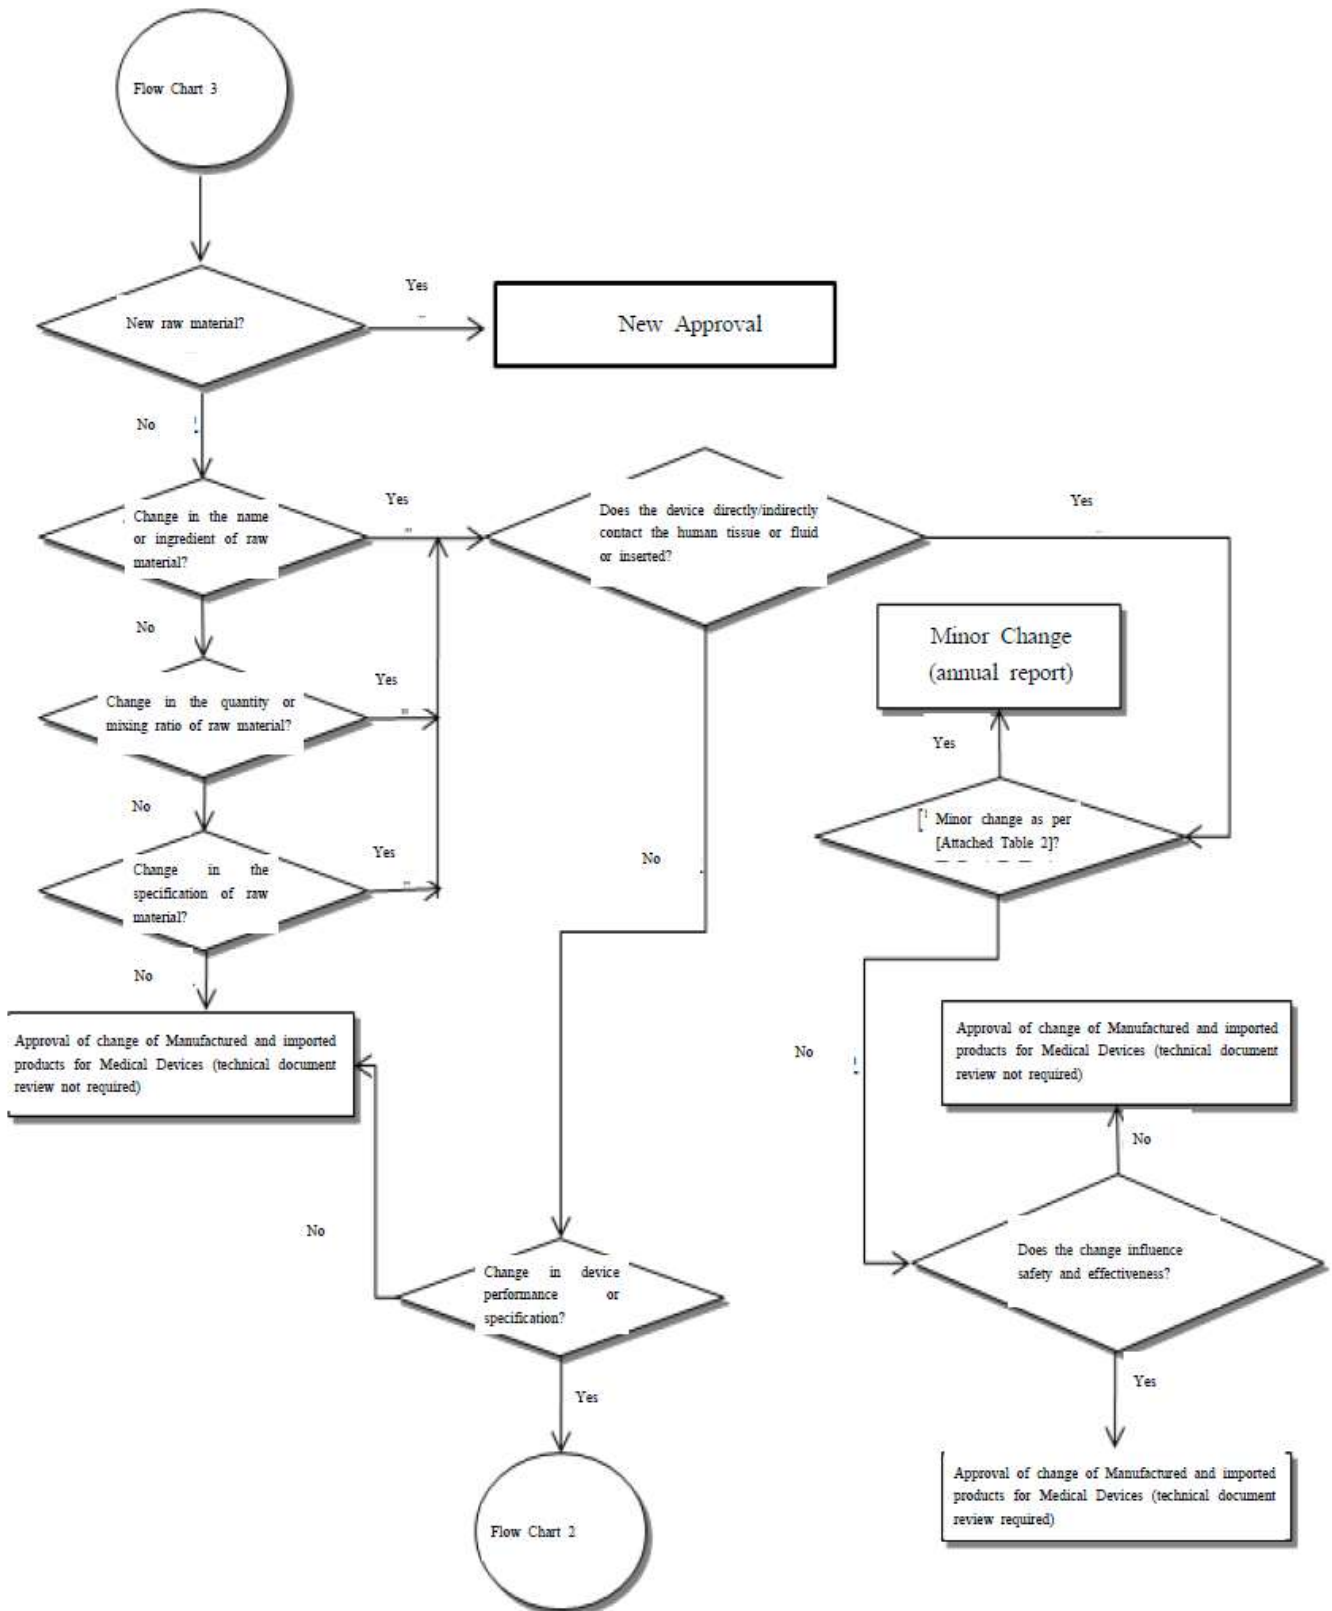 Flow Chart 3
New raw material?
Yes
New Approval
No
Change in the name
or ingredient of raw
material?
Yes
Does the device directly/indirectly
contact the human tissue or fluid
or inserted?
Yes
No
Change in the quantity or
mixing ratio of raw material?
Yes
Minor Change
(annual report)
Yes
No
Minor change as per
[Attached Table 2]?
No
Change in the
specification of raw
material?
Yes
No
Approval of change of Manufactured and imported
products for Medical Devices (technical document
review not required)
No
Approval of change of Manufactured and imported
products for Medical Devices (technical document
review not required)
No
No
Does the change influence
safety and effectiveness?
Change in device
performance or
specification?
Yes
Yes
Flow Chart 2
Approval of change of Manufactured and imported
products for Medical Devices (technical document
review required)